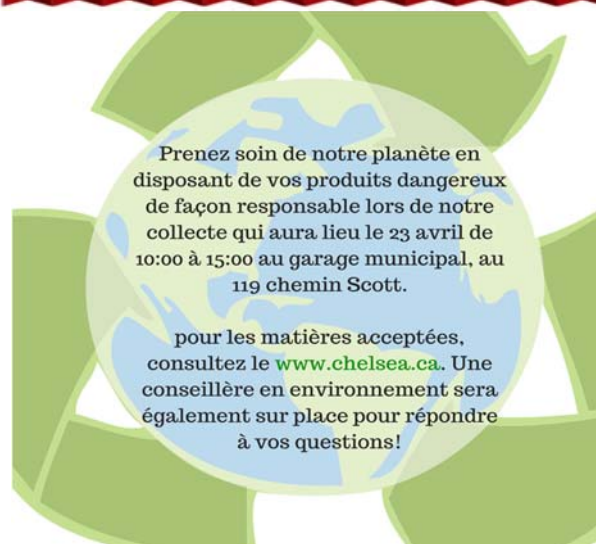 Prenez soin de notre planète en
disposant de vos produits dangereux
de façon responsable lors de notre
collecte qui aura lieu le 23 avril de
10:00 à 15:00 au garage municipal, au
119 chemin Scott.
pour les matières acceptées,
consultez le www.chelsea.ca. Une
conseillère en environnement sera
également sur place pour répondre
à vos questions!